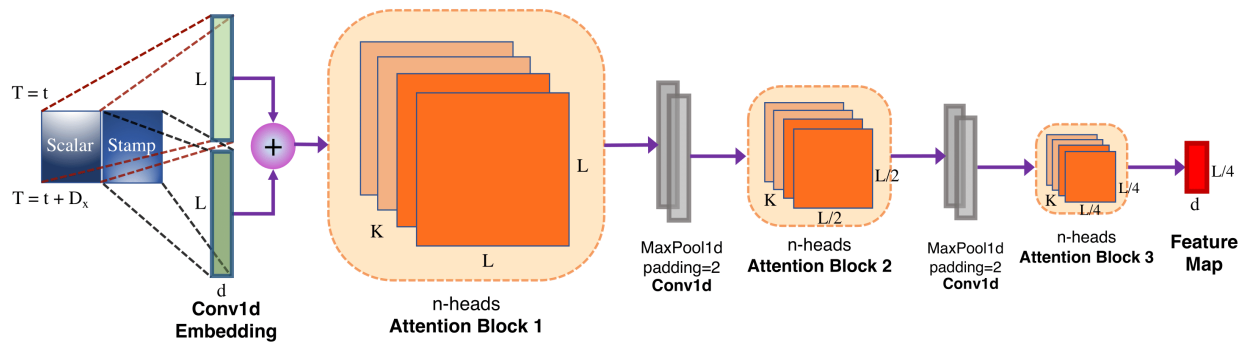 T = t
Scalar
Stamp
T = t + Dₓ
L
L
d
Conv1d
Embedding
+
K
L
L
n-heads
Attention Block 1
MaxPool1d
padding=2
Conv1d
K
L/2
L/2
n-heads
Attention Block 2
MaxPool1d
padding=2
Conv1d
K
L/4
L/4
n-heads
Attention Block 3
L/4
d
Feature
Map